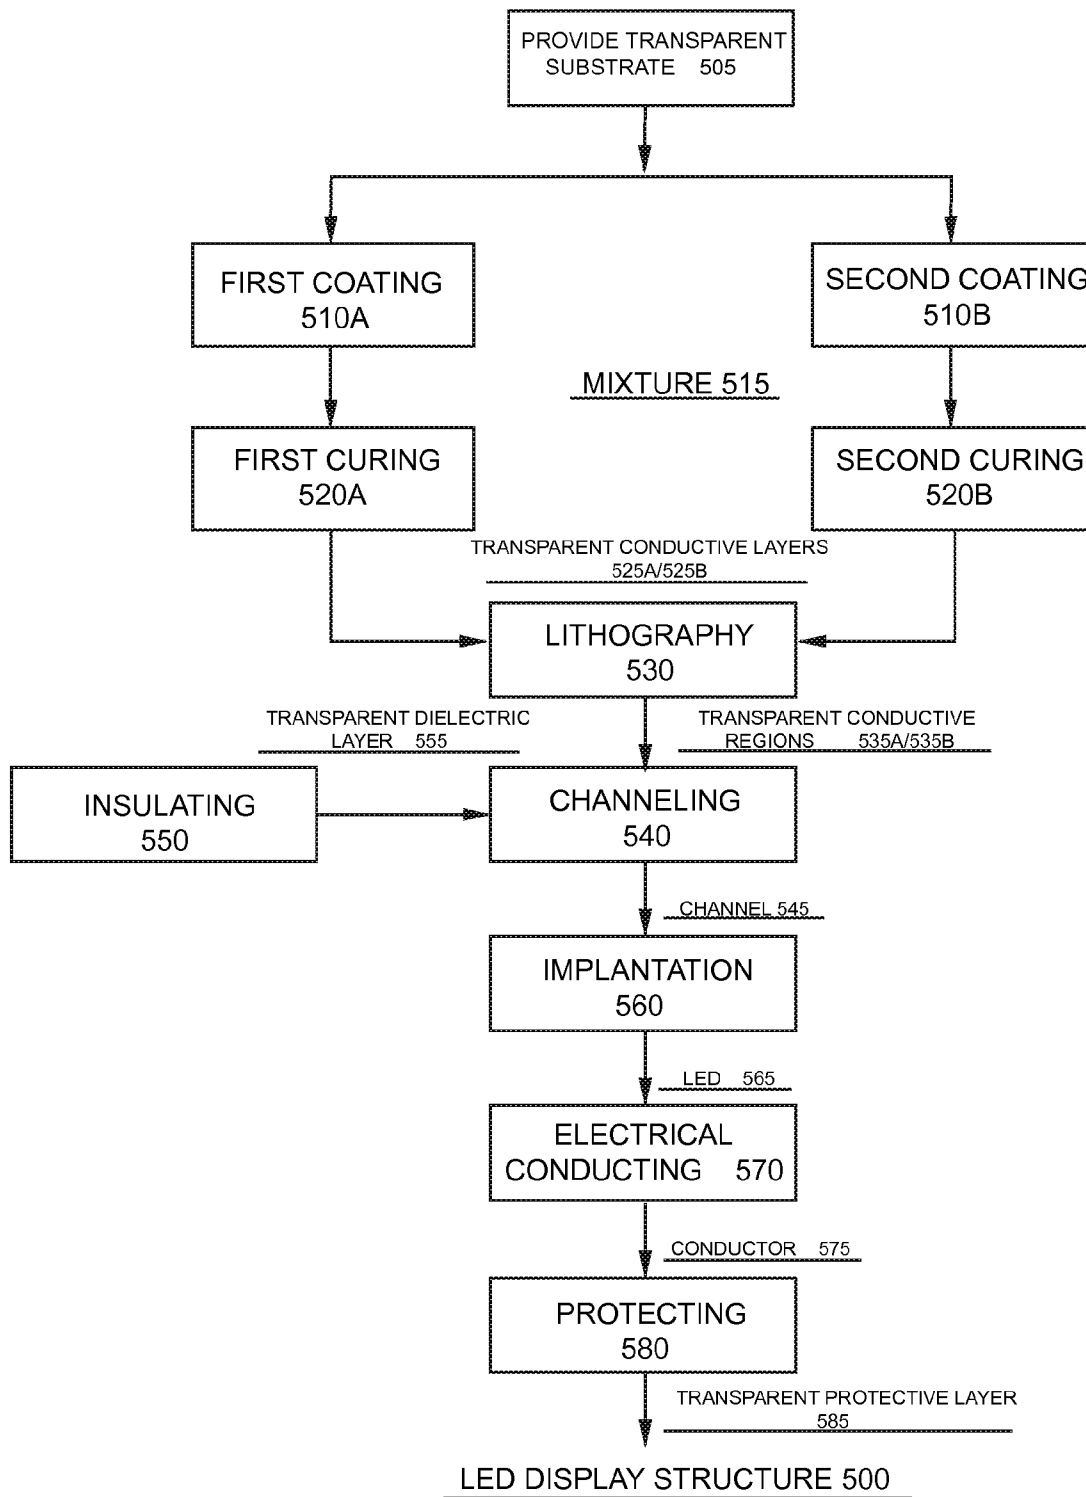 PROVIDE TRANSPARENT
SUBSTRATE 505
FIRST COATING
510A
SECOND COATING
510B
MIXTURE 515
FIRST CURING
520A
SECOND CURING
520B
TRANSPARENT CONDUCTIVE LAYERS
525A/525B
LITHOGRAPHY
530
TRANSPARENT DIELECTRIC
LAYER 555
TRANSPARENT CONDUCTIVE
REGIONS 535A/535B
INSULATING
550
CHANNELING
540
CHANNEL 545
IMPLANTATION
560
LED 565
ELECTRICAL
CONDUCTING 570
CONDUCTOR 575
PROTECTING
580
TRANSPARENT PROTECTIVE LAYER
585
LED DISPLAY STRUCTURE 500